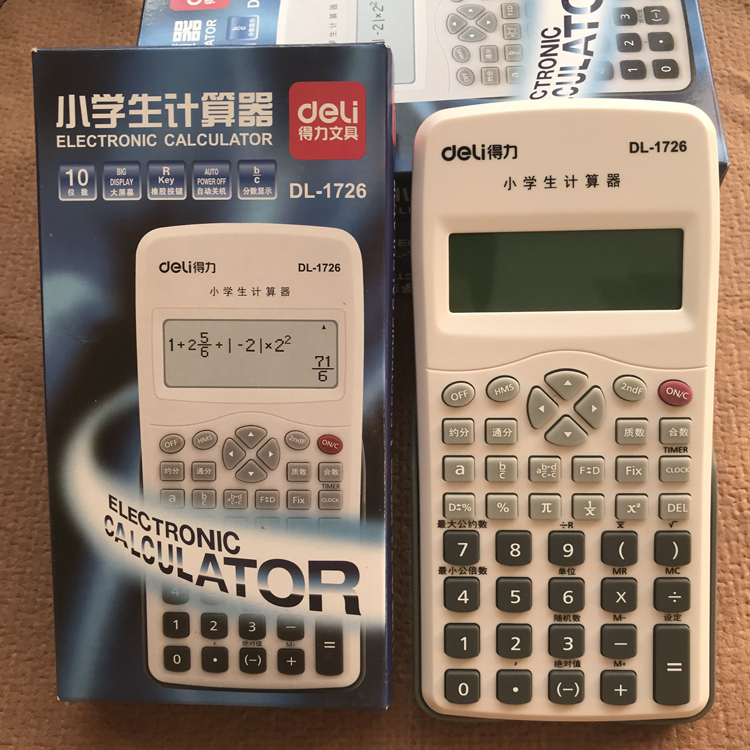 小学生计算器
ELECTRONIC CALCULATOR
deli
得力文具
10
位数
BIG
DISPLAY
大屏幕
R
Key
橡胶按键
AUTO
POWER OFF
自动关机
b/c
分数显示
DL-1726
deli得力
DL-1726
小学生计算器
1+2 5/6 +|-2|×2²
71/6
OFF
HMS
2ndF
ON/C
约分
通分
质数
合数
TIMER
a
F⇄D
Fix
CLOCK
ELECTRONIC
CALCULATOR
4
1
2
3
−
=
绝对值
0
•
(−)
+
ELECTRONIC
CALCULATOR
3
(−)
1
2
0
deli得力
DL-1726
小学生计算器
OFF
HMS
2ndF
ON/C
约分
通分
质数
合数
TIMER
a
b/c
F⇄D
Fix
CLOCK
D⇄%
%
π
1/x
x²
DEL
最大公约数
÷R
√
7
8
9
(
)
最小公倍数
单位
MR
MC
4
5
6
×
÷
随机数
M−
设定
1
2
3
−
=
,
绝对值
M+
0
•
(−)
+